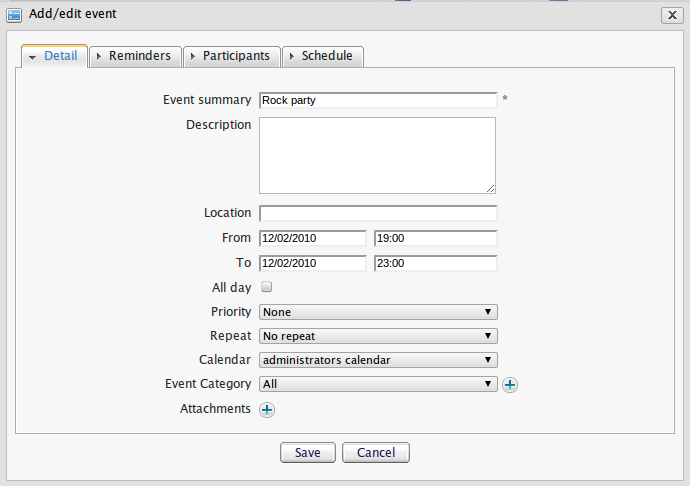 Add/edit event
Detail Reminders Participants Schedule
Event summary Rock party *
Description
Location
From 12/02/2010 19:00
To 12/02/2010 23:00
All day
Priority None
Repeat No repeat
Calendar administrators calendar
Event Category All
Attachments
Save Cancel